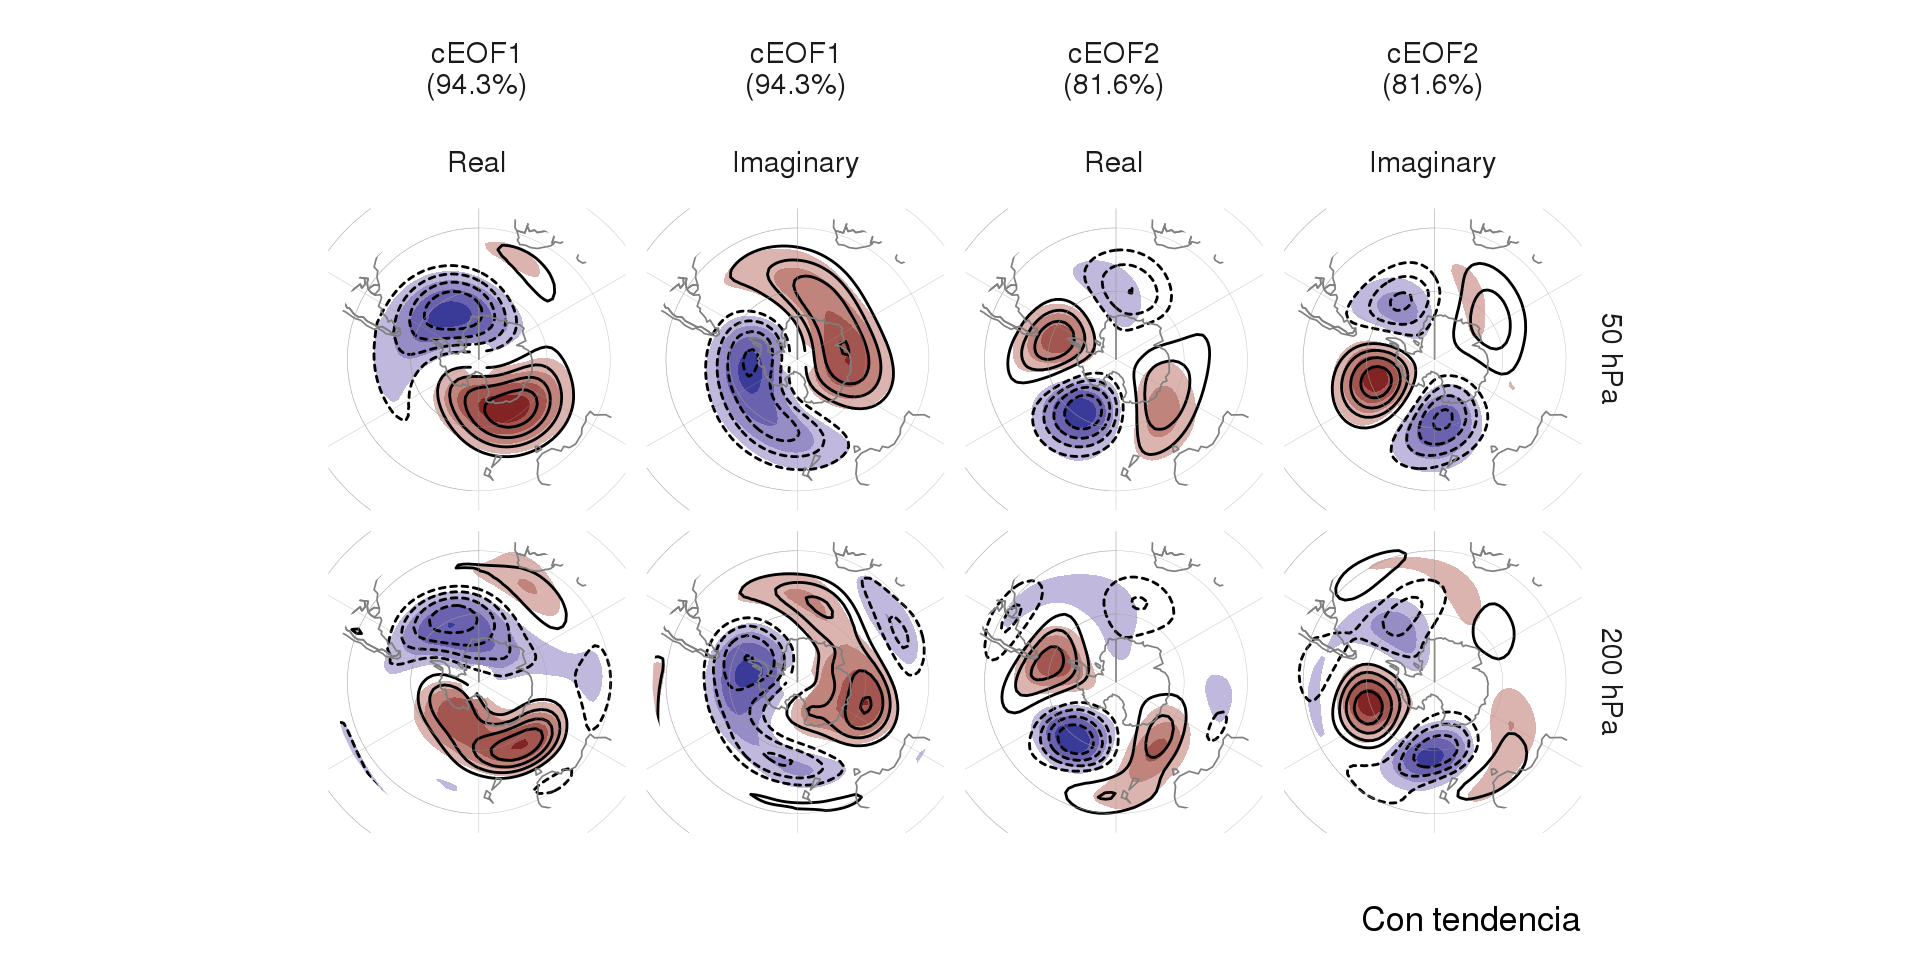 cEOF1 cEOF1 cEOF2 cEOF2
(94.3%) (94.3%) (81.6%) (81.6%)
Real Imaginary Real Imaginary
50 hPa
200 hPa
Con tendencia